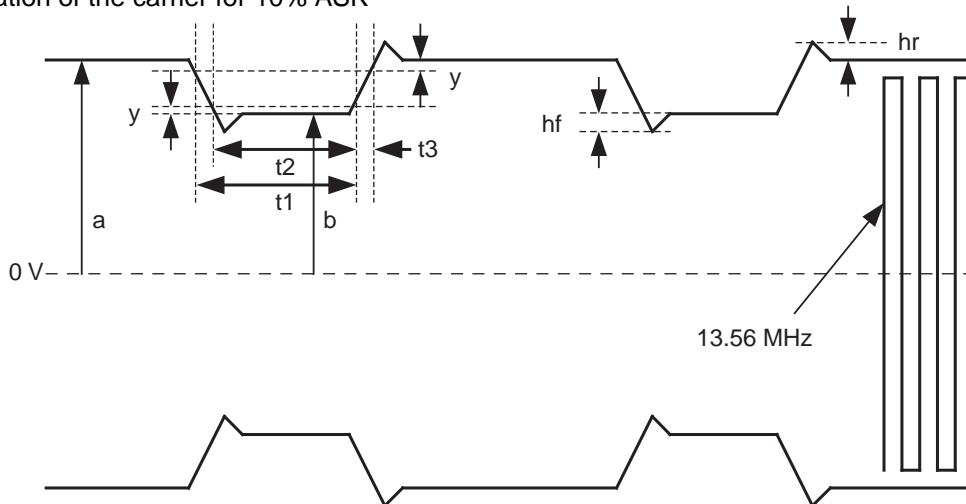 ation of the carrier for 10% ASK
hr
y
y
hf
t2
t3
t1
a
b
0 V
13.56 MHz